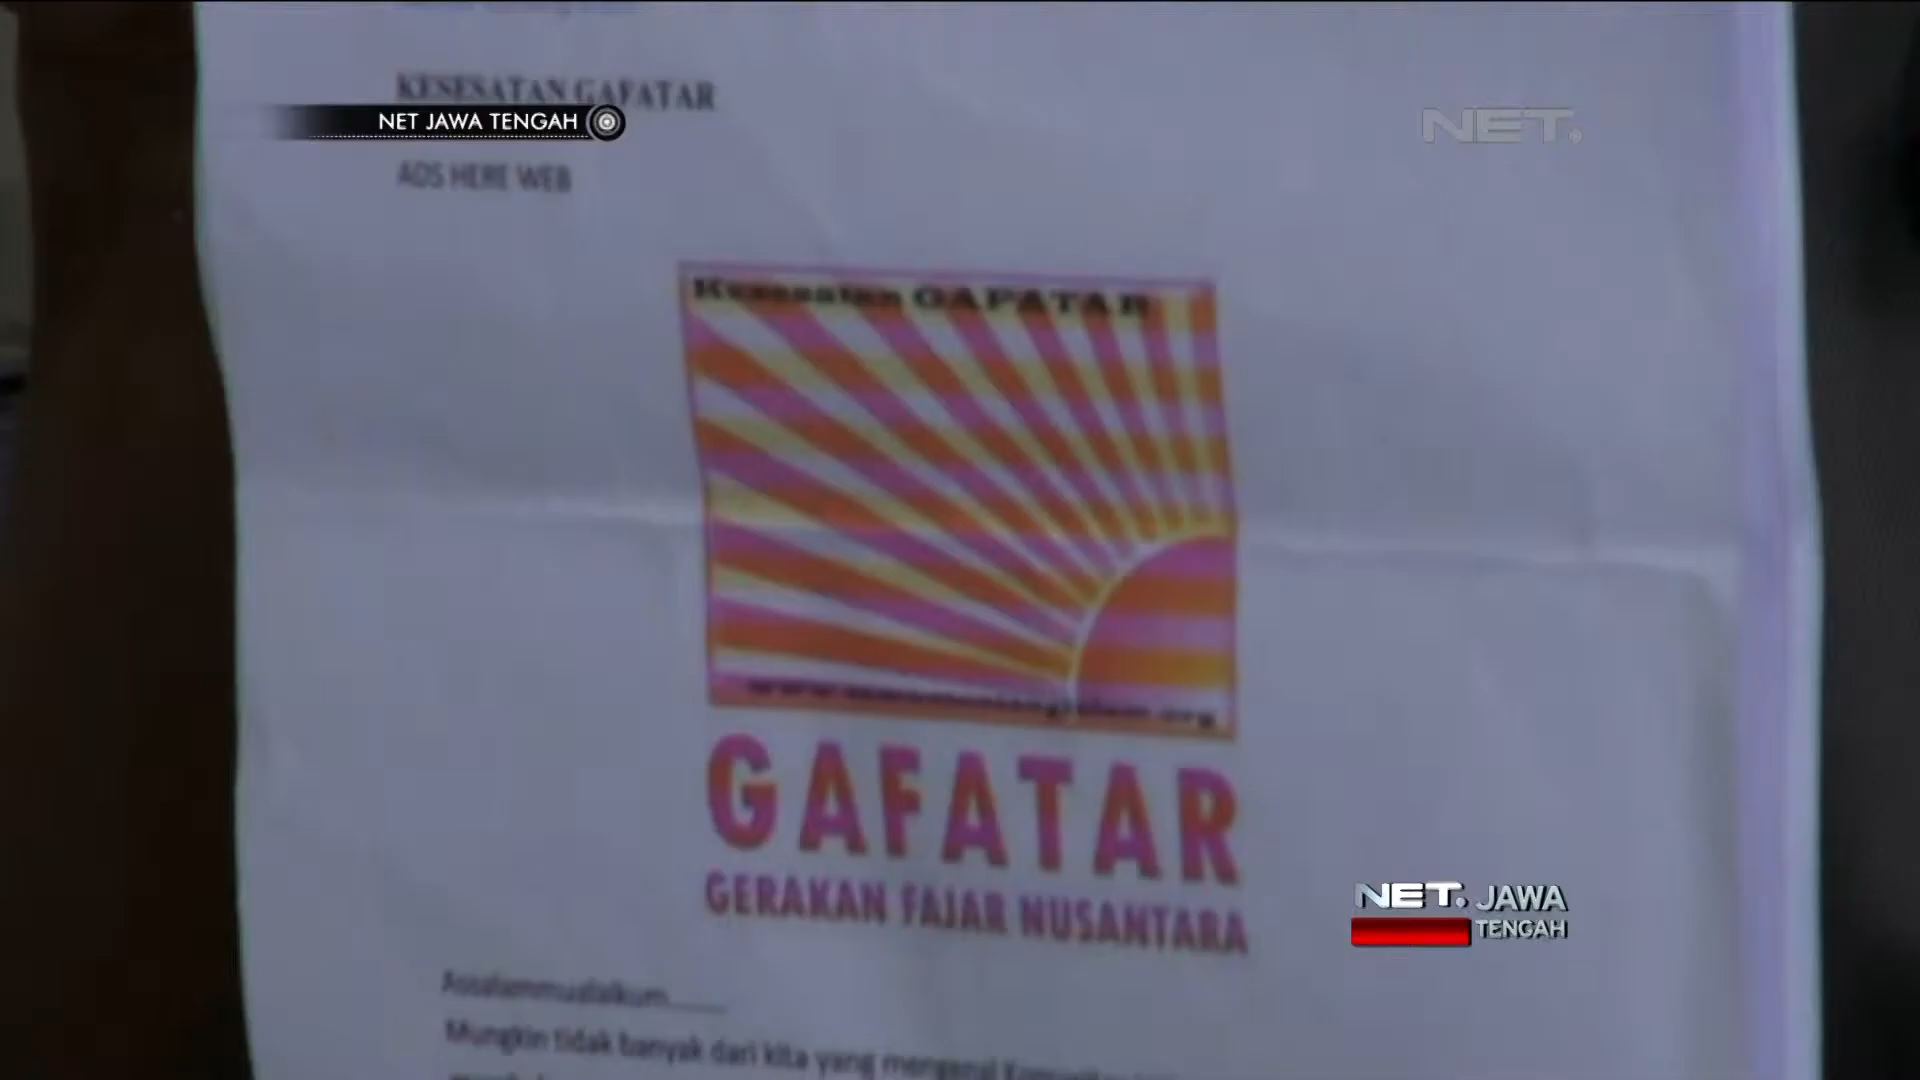 KESESATAN GAFATAR
NET JAWA TENGAH
NET.
ADS HERE WEB
Kesesatan GAFATAR
GAFATAR
GERAKAN FAJAR NUSANTARA
NET. JAWA
TENGAH
Assalammualaikum
Mungkin tidak banyak dari kita yang mengenal